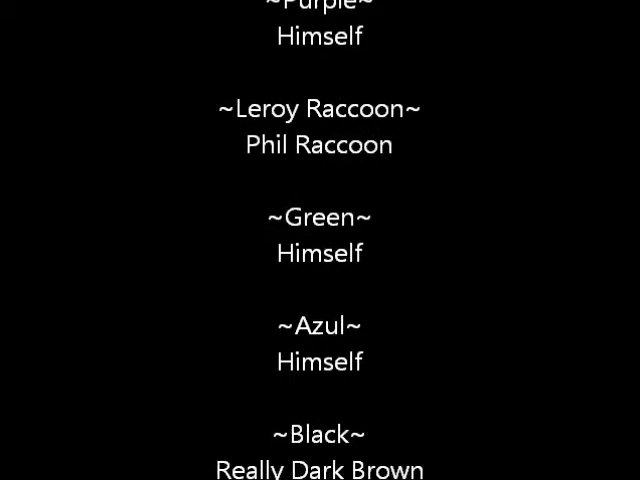 ~Purple~
Himself
~Leroy Raccoon~
Phil Raccoon
~Green~
Himself
~Azul~
Himself
~Black~
Really Dark Brown